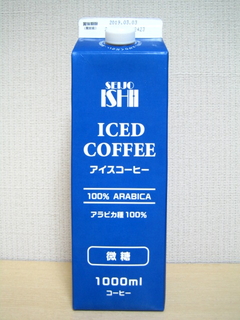 SEIJO
ISHII
ICED
COFFEE
アイスコーヒー
100% ARABICA
アラビカ種100%
微糖
1000ml
コーヒー